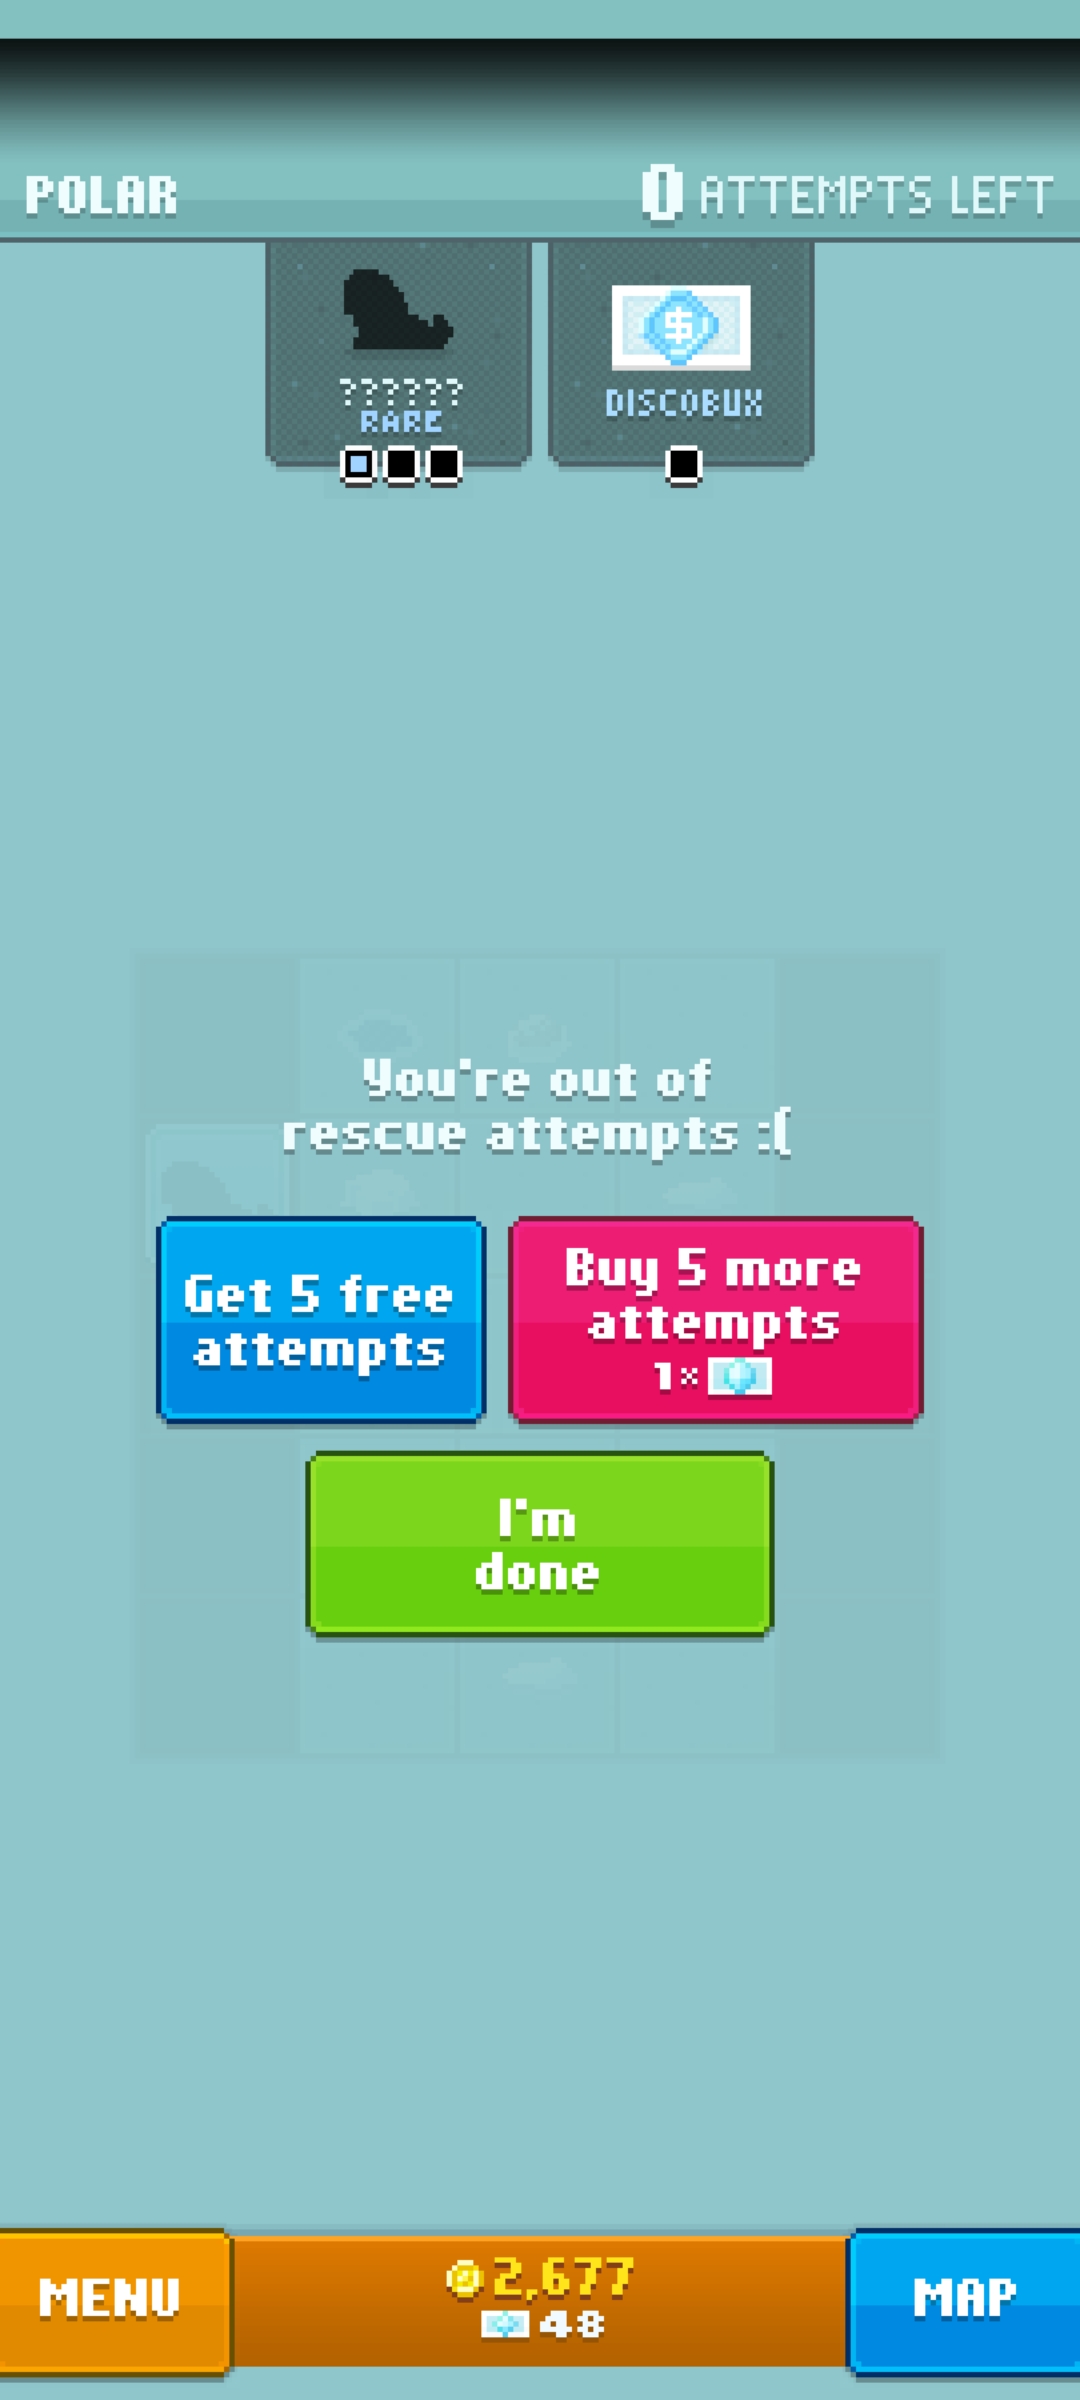 POLAR
0 ATTEMPTS LEFT
??????
RARE
$
DISCOBUX
You're out of
rescue attempts :(
Get 5 free
attempts
Buy 5 more
attempts
1×
I'm
done
MENU
2,677
48
MAP